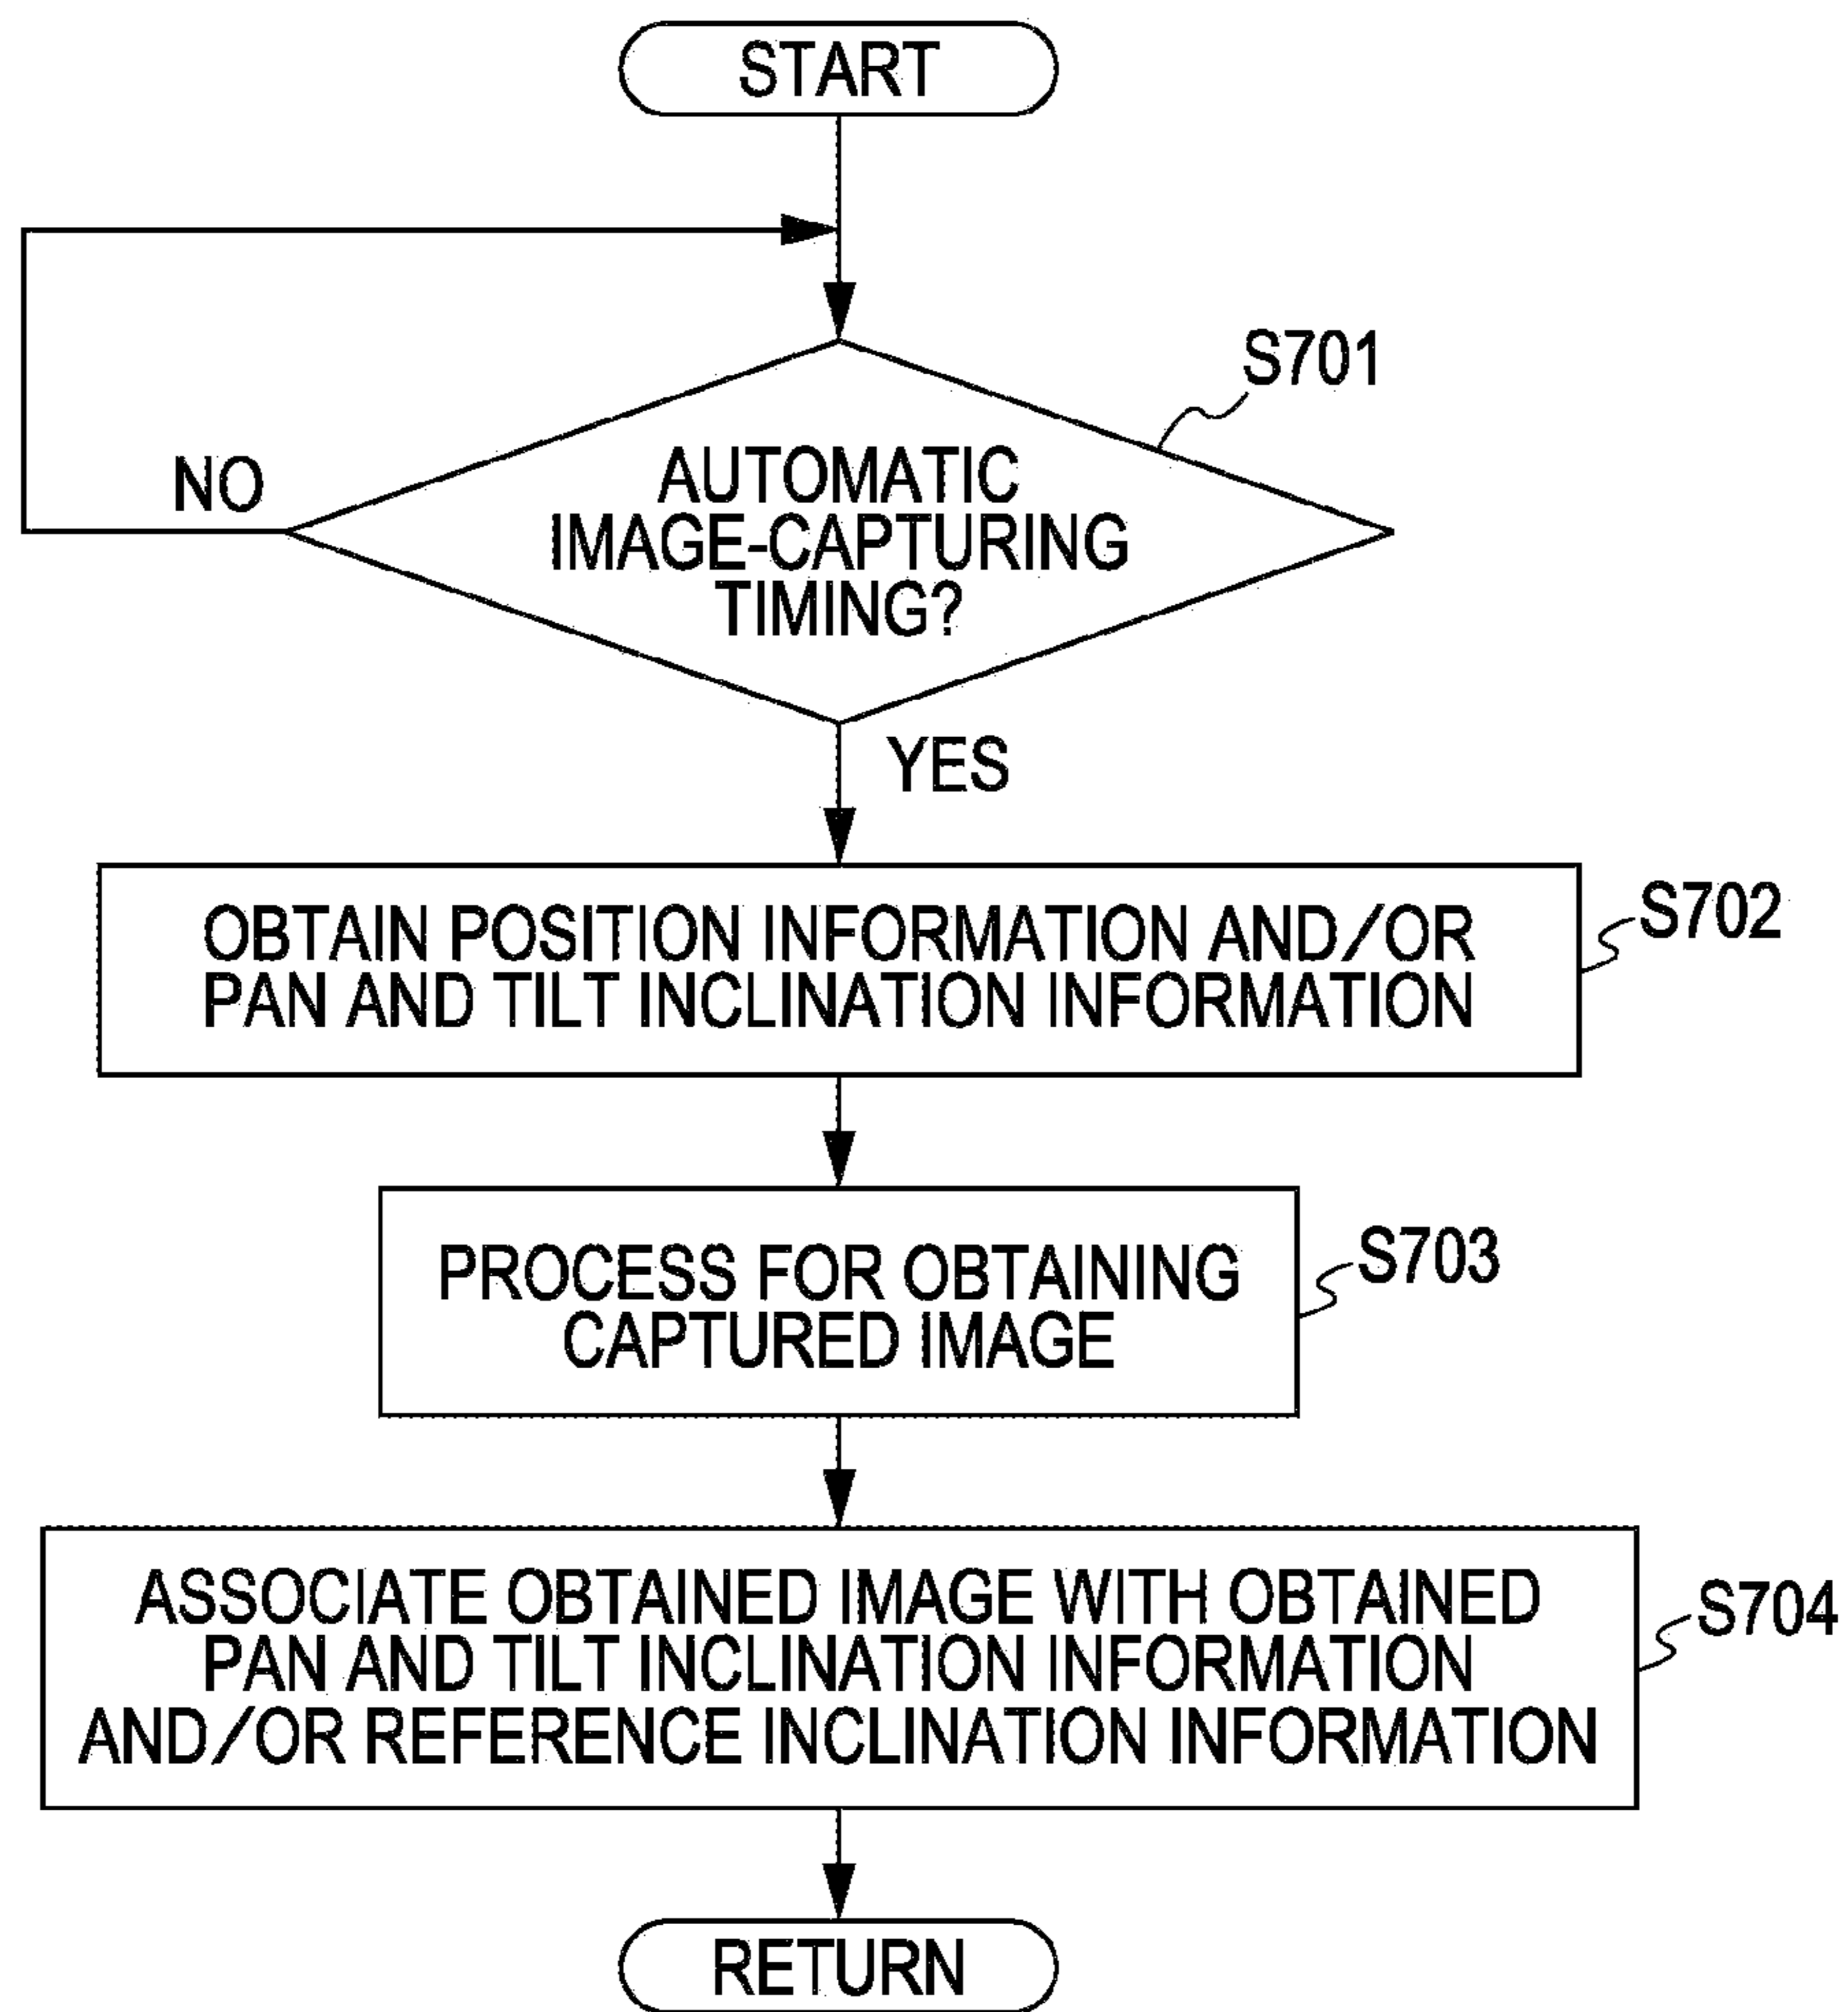 START
S701
AUTOMATIC
IMAGE-CAPTURING
TIMING?
NO
YES
OBTAIN POSITION INFORMATION AND/OR
PAN AND TILT INCLINATION INFORMATION
S702
PROCESS FOR OBTAINING
CAPTURED IMAGE
S703
ASSOCIATE OBTAINED IMAGE WITH OBTAINED
PAN AND TILT INCLINATION INFORMATION
AND/OR REFERENCE INCLINATION INFORMATION
S704
RETURN